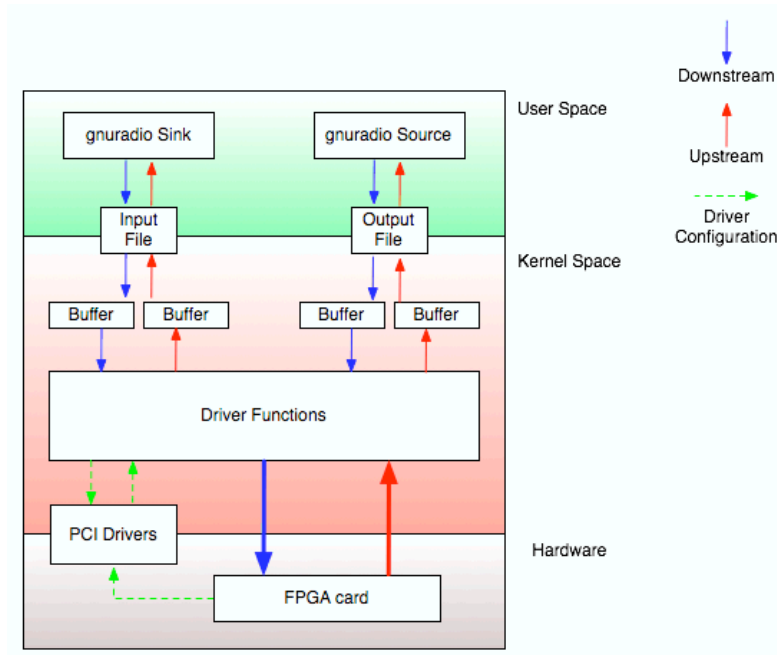 Downstream
User Space
gnuradio Sink
gnuradio Source
Upstream
Input
File
Output
File
Driver
Configuration
Kernel Space
Buffer
Buffer
Buffer
Buffer
Driver Functions
PCI Drivers
Hardware
FPGA card